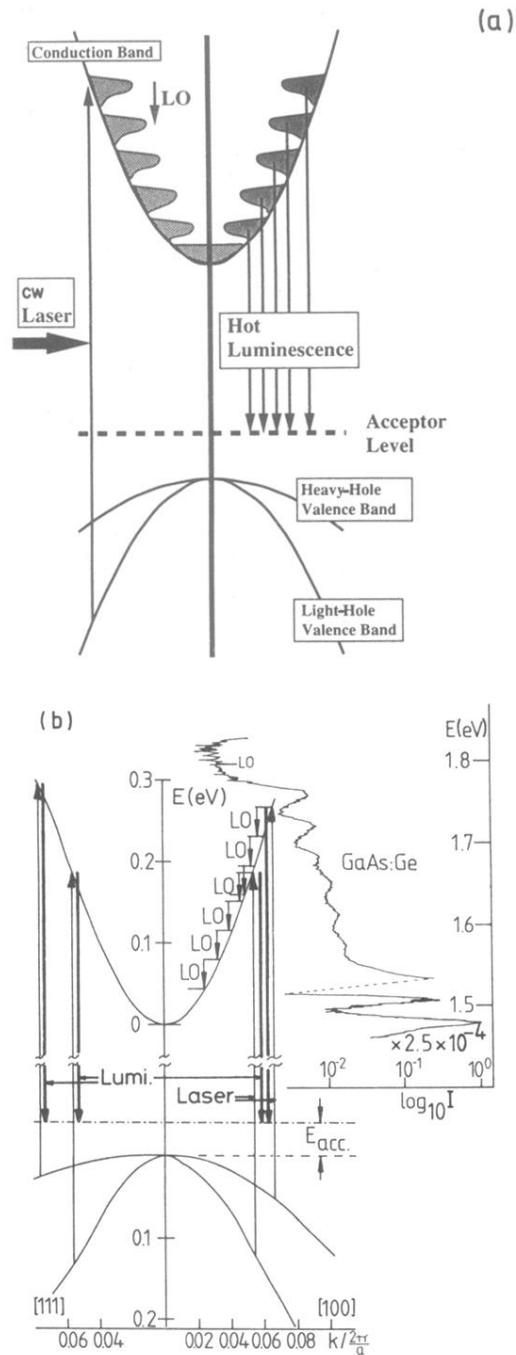 (a)
Conduction Band
LO
CW
Laser
Hot
Luminescence
Acceptor
Level
Heavy-Hole
Valence Band
Light-Hole
Valence Band
(b)
E(eV)
1.8
LO
0.3
E(eV)
LO
1.7
LO
GaAs:Ge
0.2
LO
LO
1.6
0.1
LO
LO
1.5
0
×2.5×10⁻⁴
10⁻²
10⁻¹
10⁰
Lumi.
log₁₀I
Laser
Eacc.
0.1
[111]
[100]
0.2
0.06 0.04
0.02 0.04 0.06 0.08
k/2π/a